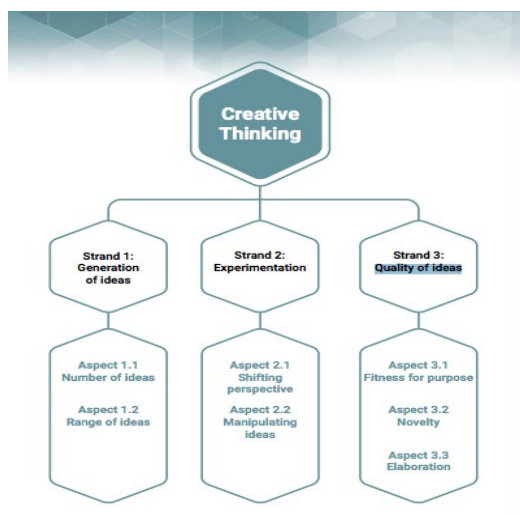 Creative
Thinking
Strand 1:
Generation
of ideas
Strand 2:
Experimentation
Strand 3:
Quality of ideas
Aspect 1.1
Number of ideas
Aspect 1.2
Range of ideas
Aspect 2.1
Shifting
perspective
Aspect 2.2
Manipulating
ideas
Aspect 3.1
Fitness for purpose
Aspect 3.2
Novelty
Aspect 3.3
Elaboration